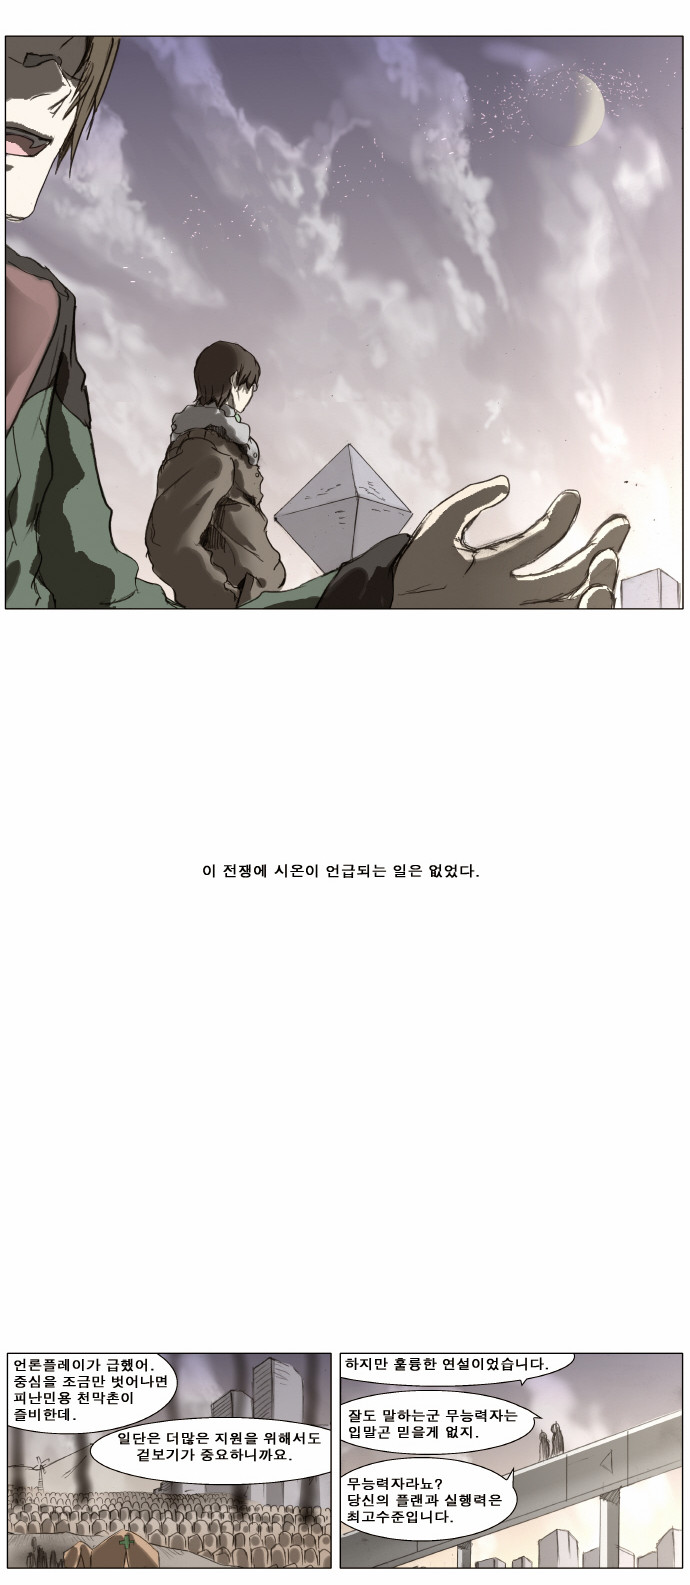 이 전쟁에 시온이 언급되는 일은 없었다.
언론플레이가 급했어.
중심을 조금만 벗어나면
피난민용 천막촌이
즐비한데.
일단은 더많은 지원을 위해서도
겉보기가 중요하니까요.
하지만 훌륭한 연설이었습니다.
잘도 말하는군 무능력자는
입말곤 믿을게 없지.
무능력자라뇨?
당신의 플랜과 실행력은
최고수준입니다.